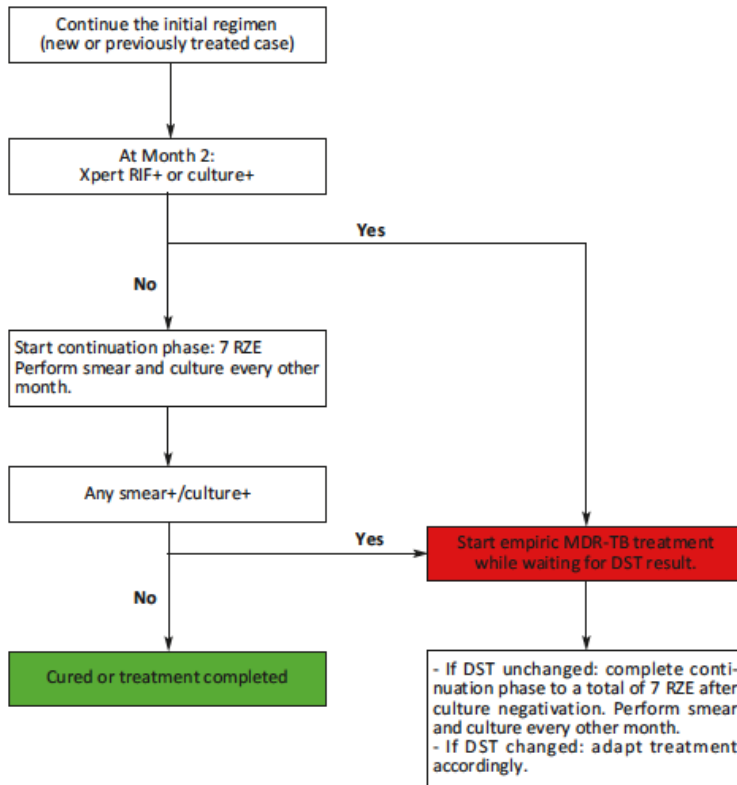 Continue the initial regimen
(new or previously treated case)
At Month 2:
Xpert RIF+ or culture+
Yes
No
Start continuation phase: 7 RZE
Perform smear and culture every other
month.
Any smear+/culture+
Yes
Start empiric MDR-TB treatment
while waiting for DST result.
No
Cured or treatment completed
- If DST unchanged: complete conti-
nuation phase to a total of 7 RZE after
culture negativation. Perform smear
and culture every other month.
- If DST changed: adapt treatment
accordingly.